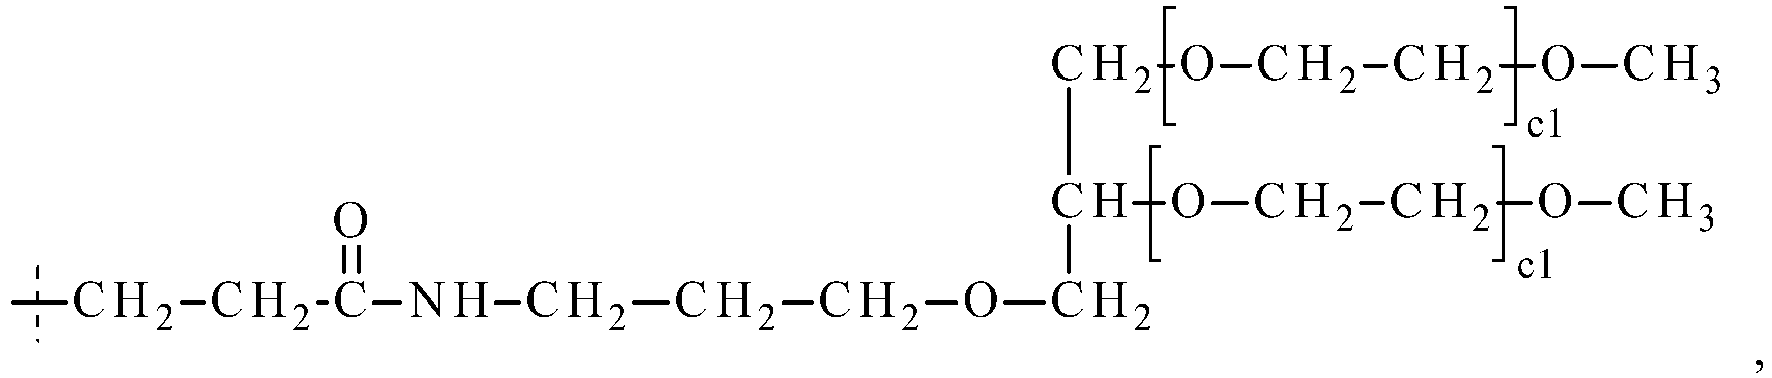 CH₂[O–CH₂–CH₂]c1O–CH₃
CH[O–CH₂–CH₂]c1O–CH₃
O
–CH₂–CH₂–C–NH–CH₂–CH₂–CH₂–O–CH₂
,